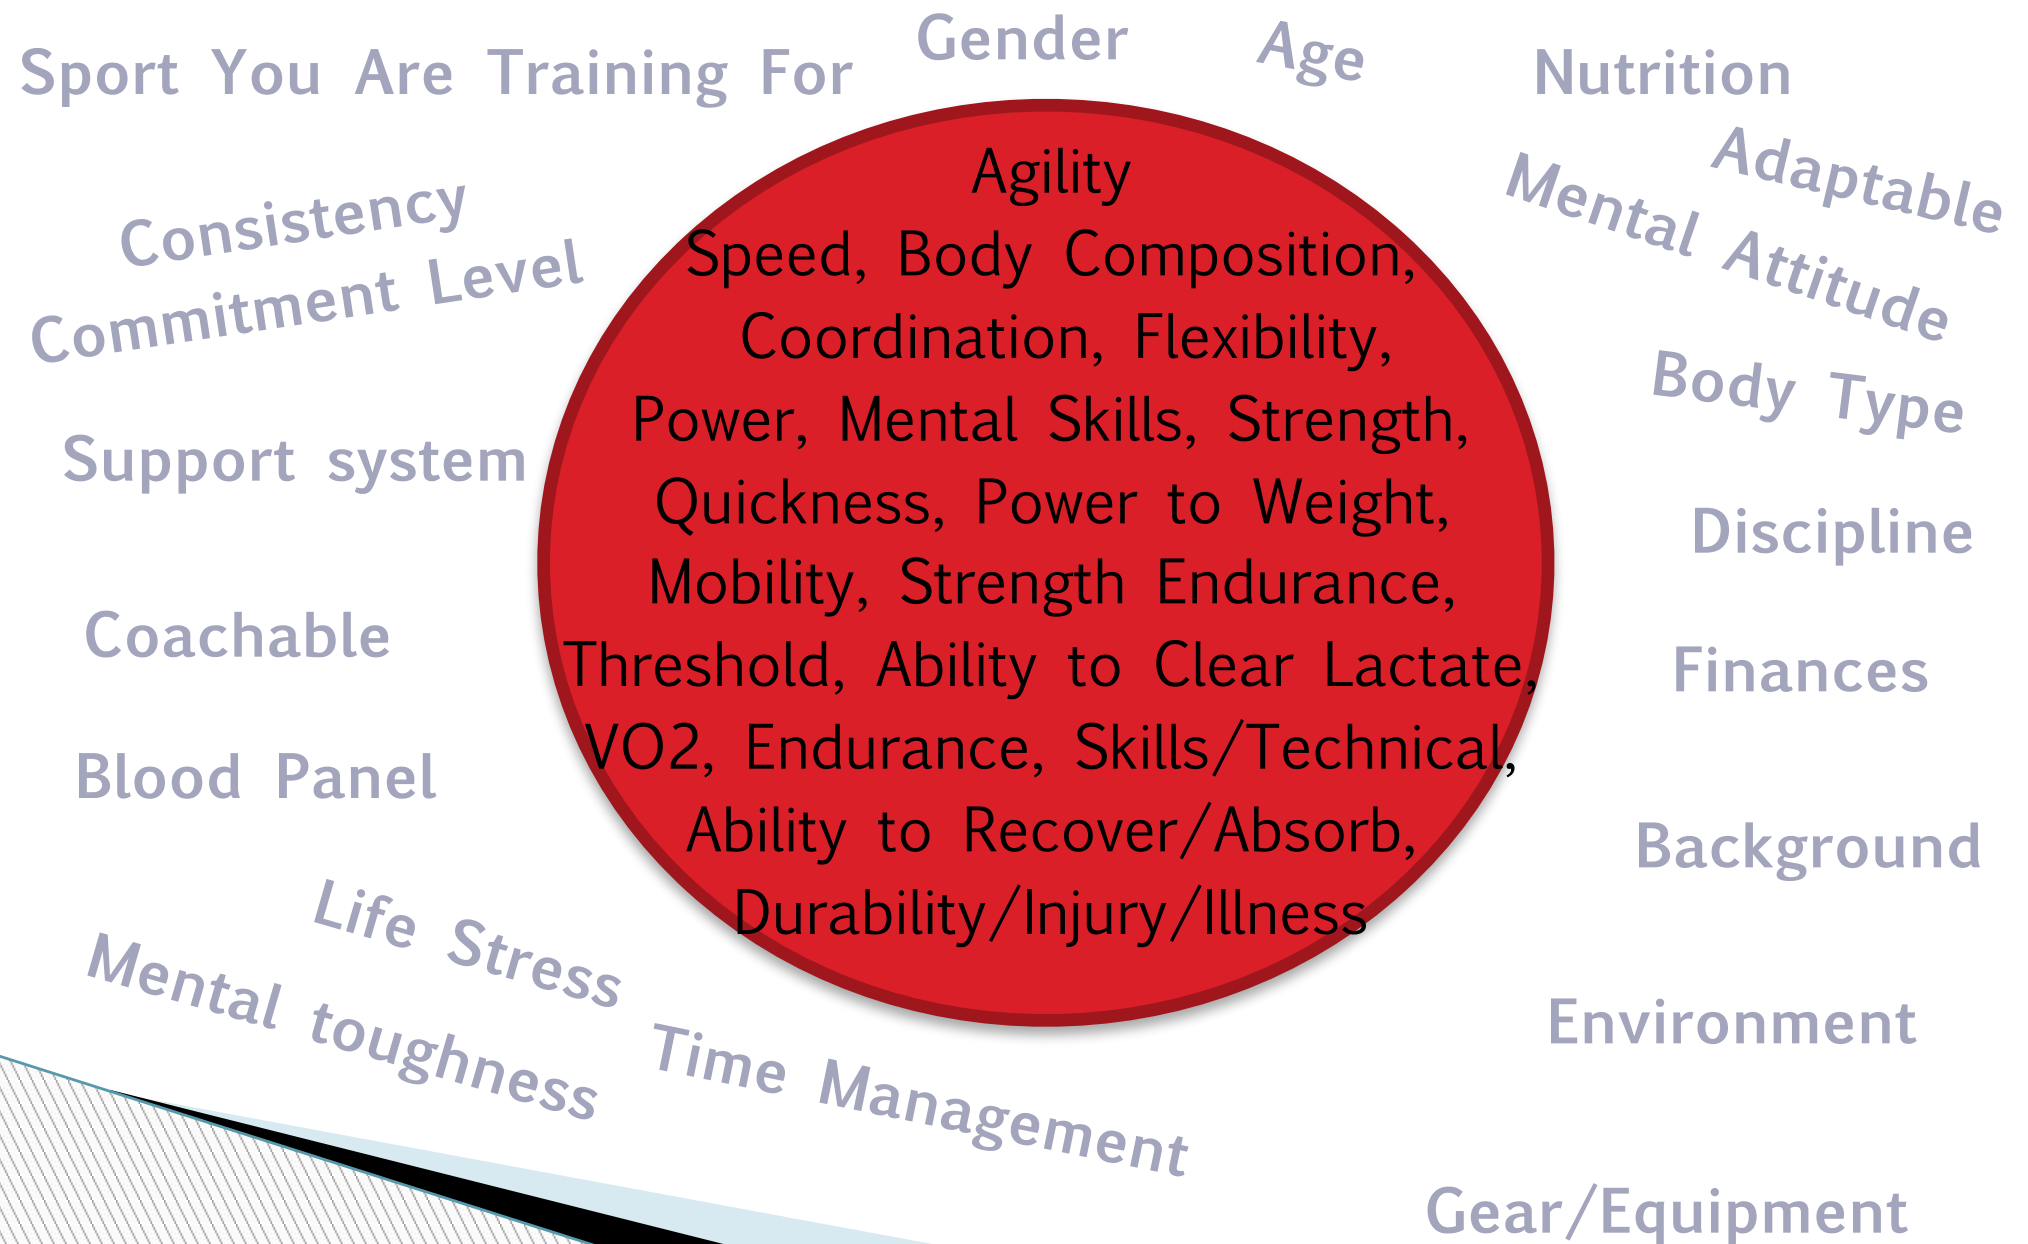 Sport You Are Training For
Gender
Age
Nutrition
Adaptable
Mental Attitude
Consistency
Commitment Level
Body Type
Support system
Discipline
Coachable
Finances
Blood Panel
Background
Life Stress
Mental toughness
Time Management
Environment
Gear/Equipment
Agility
Speed, Body Composition,
Coordination, Flexibility,
Power, Mental Skills, Strength,
Quickness, Power to Weight,
Mobility, Strength Endurance,
Threshold, Ability to Clear Lactate,
VO2, Endurance, Skills/Technical,
Ability to Recover/Absorb,
Durability/Injury/Illness